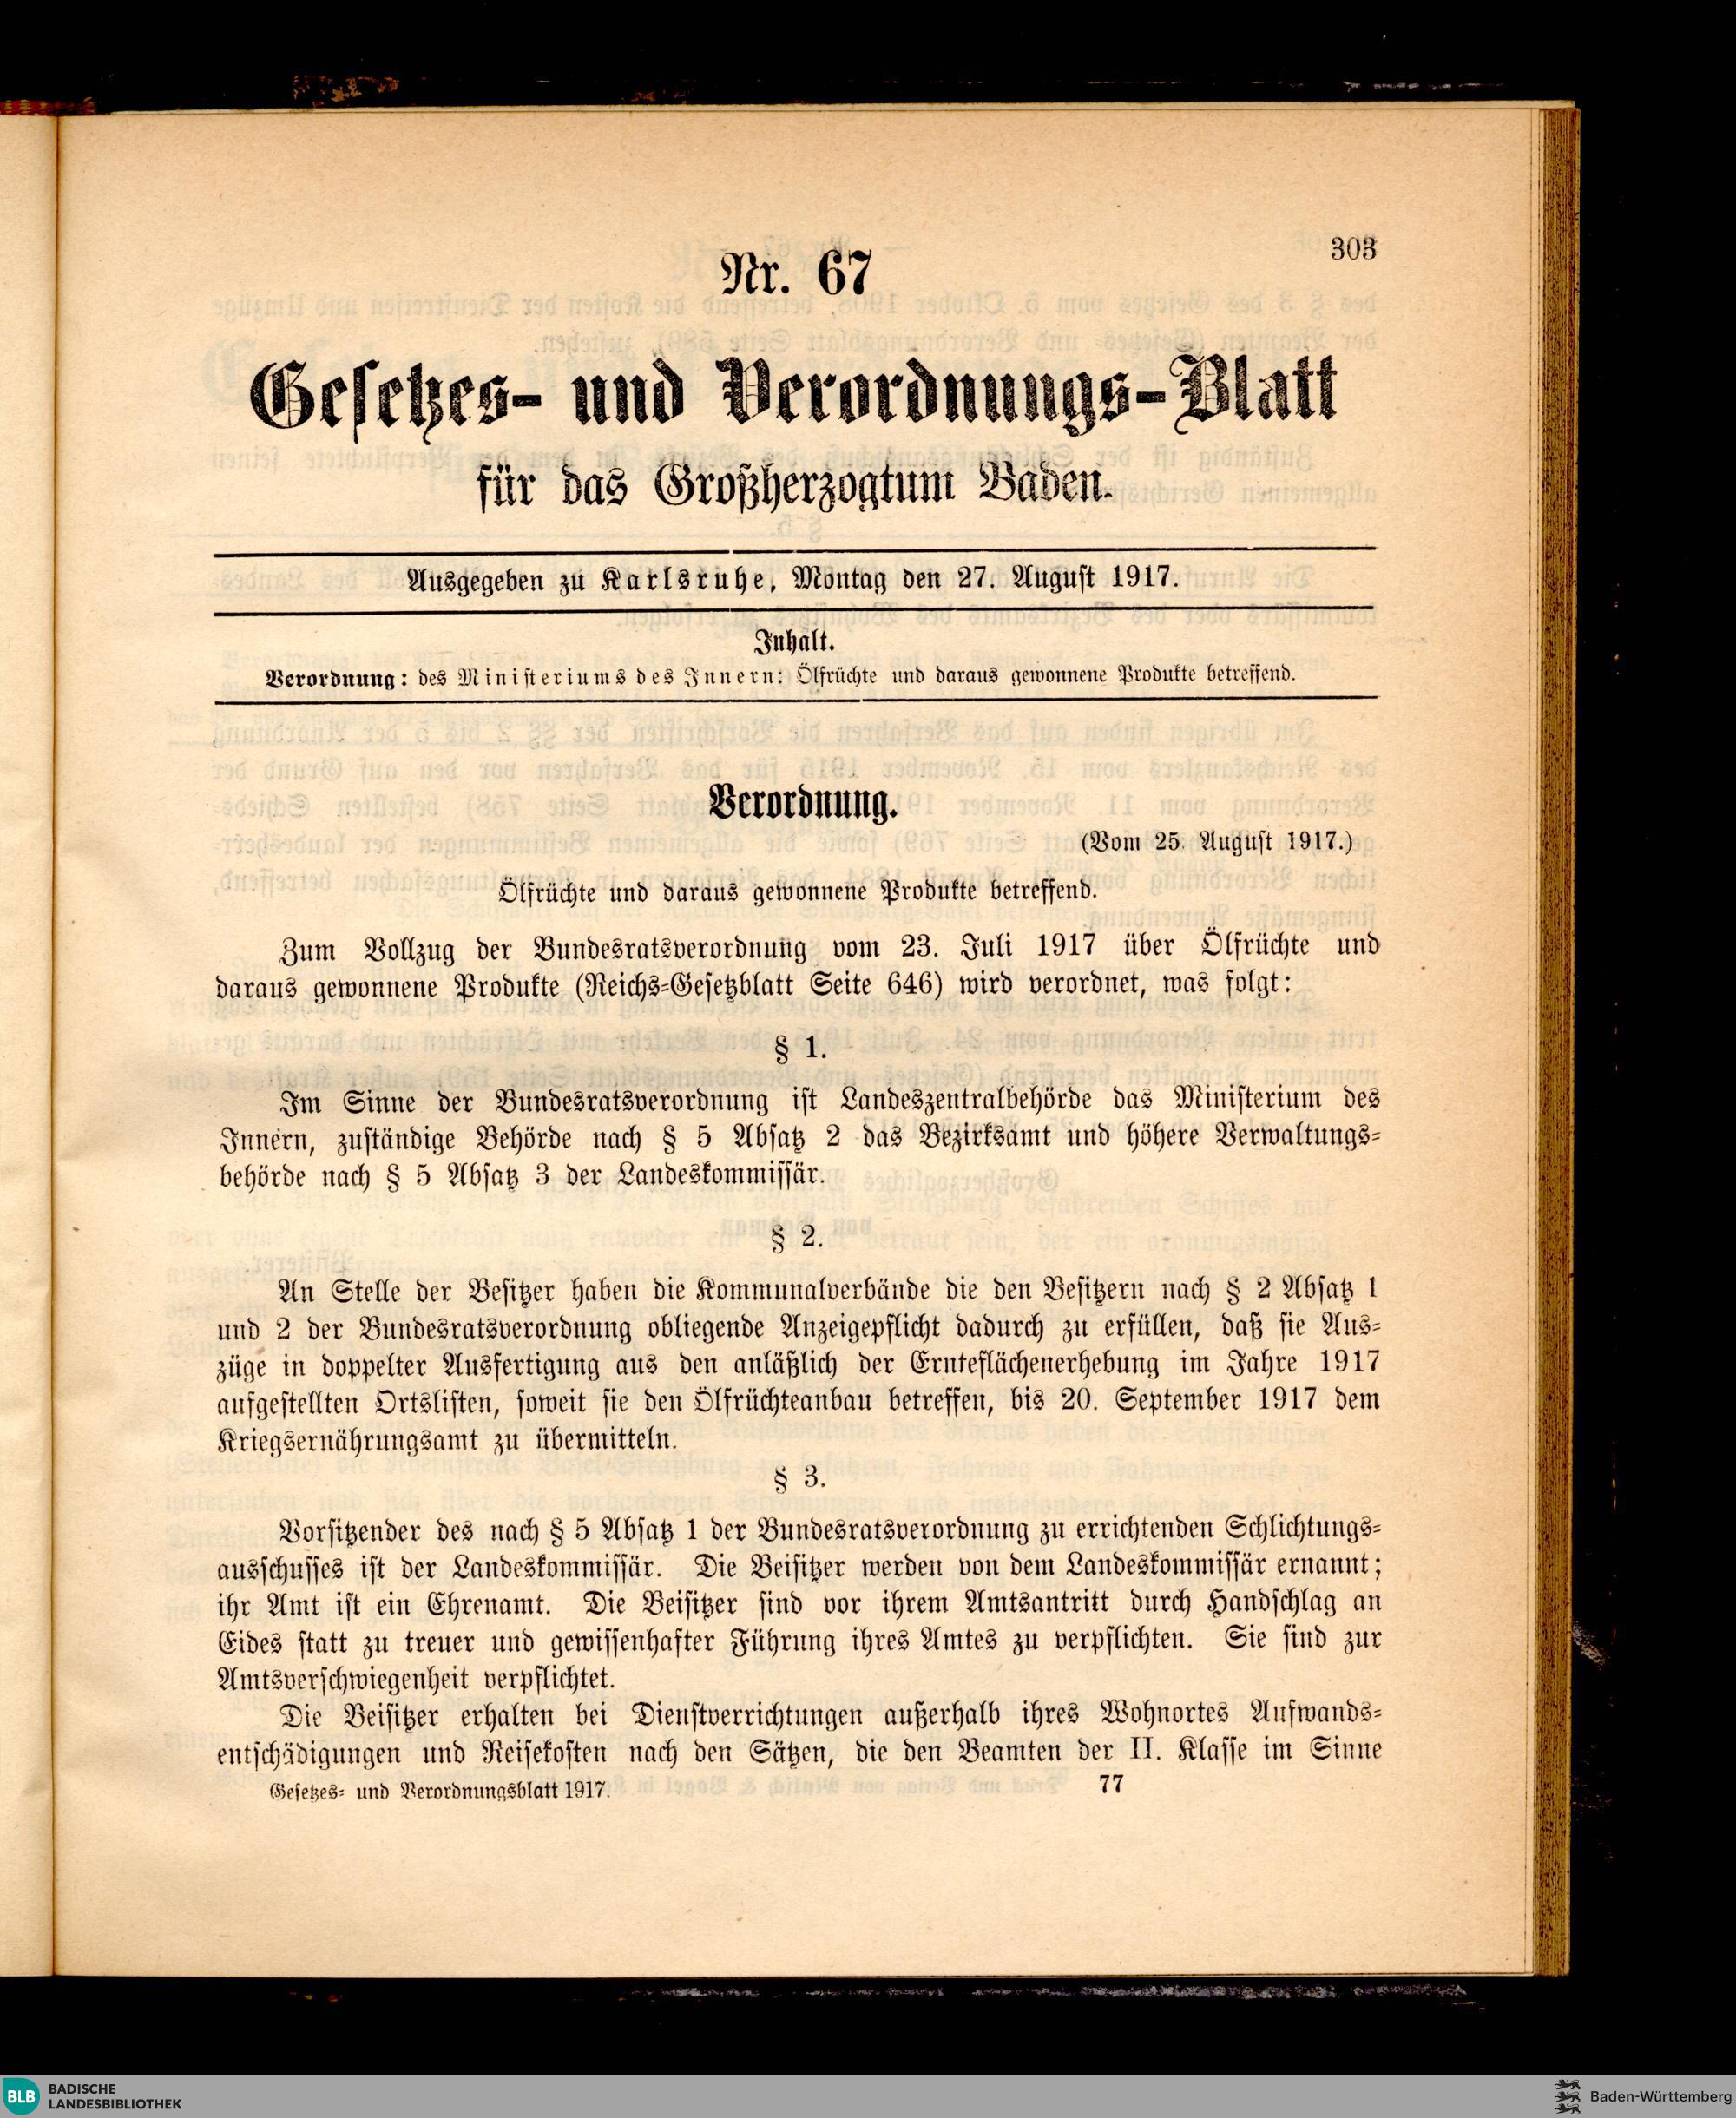 303
Nr. 67
Gesetzes- und Verordnungs-Blatt
für das Großherzogtum Baden.
Ausgegeben zu Karlsruhe, Montag den 27. August 1917.
Inhalt.
Verordnung: des Ministeriums des Innern: Ölfrüchte und daraus gewonnene Produkte betreffend.
Verordnung.
(Vom 25. August 1917.)
Ölfrüchte und daraus gewonnene Produkte betreffend.
Zum Vollzug der Bundesratsverordnung vom 23. Juli 1917 über Ölfrüchte und
daraus gewonnene Produkte (Reichs-Gesetzblatt Seite 646) wird verordnet, was folgt:
§ 1.
Im Sinne der Bundesratsverordnung ist Landeszentralbehörde das Ministerium des
Innern, zuständige Behörde nach § 5 Absatz 2 das Bezirksamt und höhere Verwaltungs-
behörde nach § 5 Absatz 3 der Landeskommissär.
§ 2.
An Stelle der Besitzer haben die Kommunalverbände die den Besitzern nach § 2 Absatz 1
und 2 der Bundesratsverordnung obliegende Anzeigepflicht dadurch zu erfüllen, daß sie Aus-
züge in doppelter Ausfertigung aus den anläßlich der Ernteflächenerhebung im Jahre 1917
aufgestellten Ortslisten, soweit sie den Ölfrüchteanbau betreffen, bis 20. September 1917 dem
Kriegsernährungsamt zu übermitteln.
§ 3.
Vorsitzender des nach § 5 Absatz 1 der Bundesratsverordnung zu errichtenden Schlichtungs-
ausschusses ist der Landeskommissär. Die Beisitzer werden von dem Landeskommissär ernannt;
ihr Amt ist ein Ehrenamt. Die Beisitzer sind vor ihrem Amtsantritt durch Handschlag an
Eides statt zu treuer und gewissenhafter Führung ihres Amtes zu verpflichten. Sie sind zur
Amtsverschwiegenheit verpflichtet.
Die Beisitzer erhalten bei Dienstverrichtungen außerhalb ihres Wohnortes Aufwands-
entschädigungen und Reisekosten nach den Sätzen, die den Beamten der II. Klasse im Sinne
Gesetzes- und Verordnungsblatt 1917. 77
BLB BADISCHE
LANDESBIBLIOTHEK
Baden-Württemberg